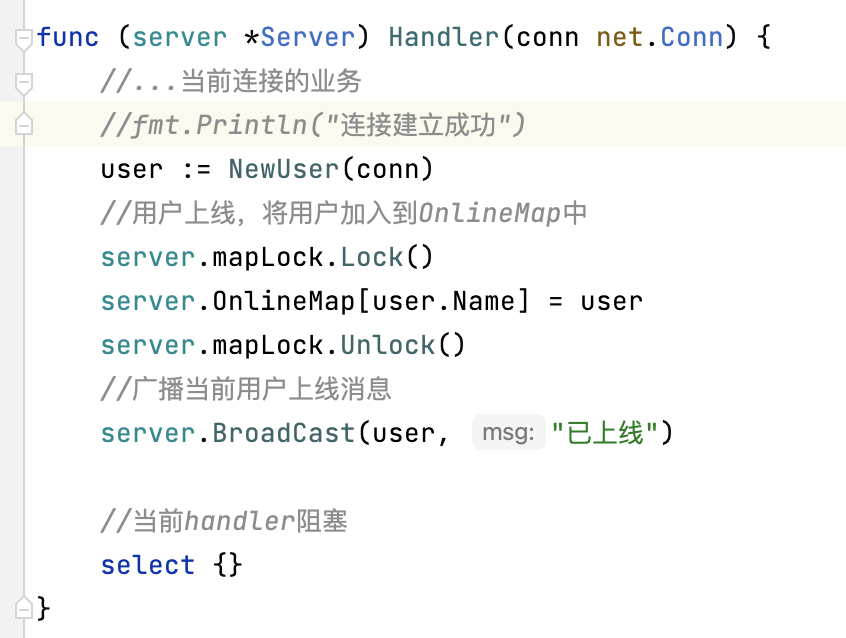 func (server *Server) Handler(conn net.Conn) {
    //...当前连接的业务
    //fmt.Println("连接建立成功")
    user := NewUser(conn)
    //用户上线，将用户加入到OnlineMap中
    server.mapLock.Lock()
    server.OnlineMap[user.Name] = user
    server.mapLock.Unlock()
    //广播当前用户上线消息
    server.BroadCast(user, msg: "已上线")
    //当前handler阻塞
    select {}
}